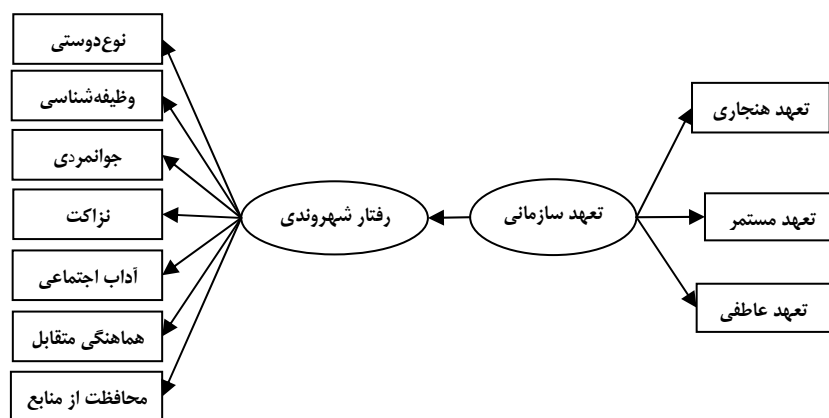 تعهد هنجاری
تعهد مستمر
تعهد عاطفی
تعهد سازمانی
رفتار شهروندی
نوع‌دوستی
وظیفه‌شناسی
جوانمردی
نزاکت
آداب اجتماعی
هماهنگی متقابل
محافظت از منابع